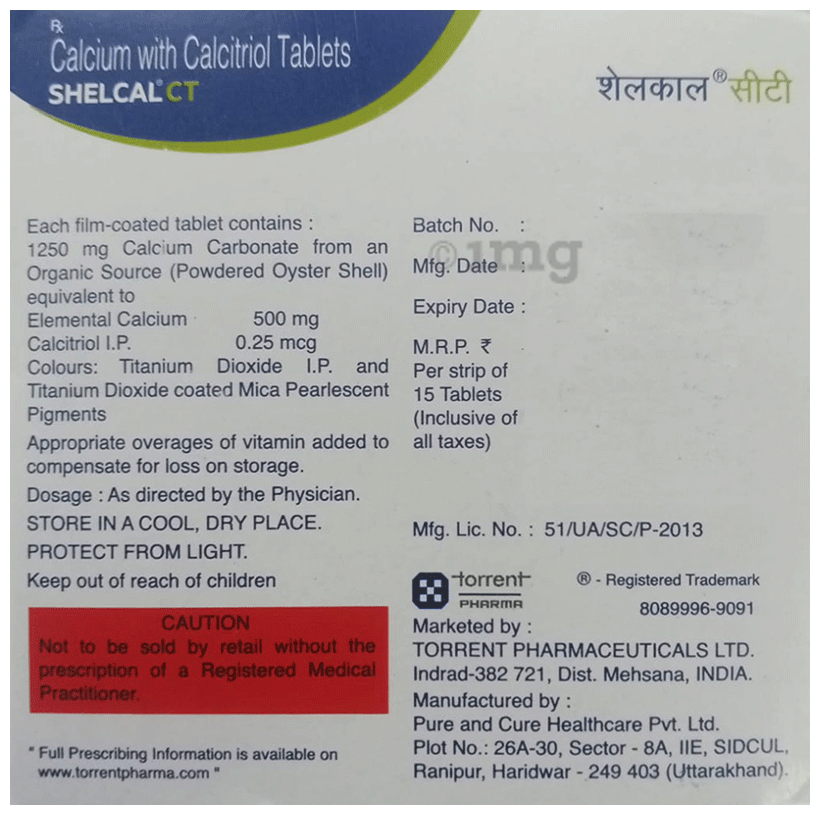 Rx
Calcium with Calcitriol Tablets
SHELCAL® CT
शेलकाल® सीटी
Each film-coated tablet contains :
1250 mg Calcium Carbonate from an
Organic Source (Powdered Oyster Shell)
equivalent to
Elemental Calcium 500 mg
Calcitriol I.P. 0.25 mcg
Colours: Titanium Dioxide I.P. and
Titanium Dioxide coated Mica Pearlescent
Pigments
Appropriate overages of vitamin added to
compensate for loss on storage.
Dosage : As directed by the Physician.
STORE IN A COOL, DRY PLACE.
PROTECT FROM LIGHT.
Keep out of reach of children
CAUTION
Not to be sold by retail without the
prescription of a Registered Medical
Practitioner.
" Full Prescribing Information is available on
www.torrentpharma.com "
Batch No. :
©1mg
Mfg. Date :
Expiry Date :
M.R.P. ₹
Per strip of
15 Tablets
(Inclusive of
all taxes)
Mfg. Lic. No. : 51/UA/SC/P-2013
torrent
PHARMA
® - Registered Trademark
8089996-9091
Marketed by :
TORRENT PHARMACEUTICALS LTD.
Indrad-382 721, Dist. Mehsana, INDIA.
Manufactured by :
Pure and Cure Healthcare Pvt. Ltd.
Plot No.: 26A-30, Sector - 8A, IIE, SIDCUL,
Ranipur, Haridwar - 249 403 (Uttarakhand).